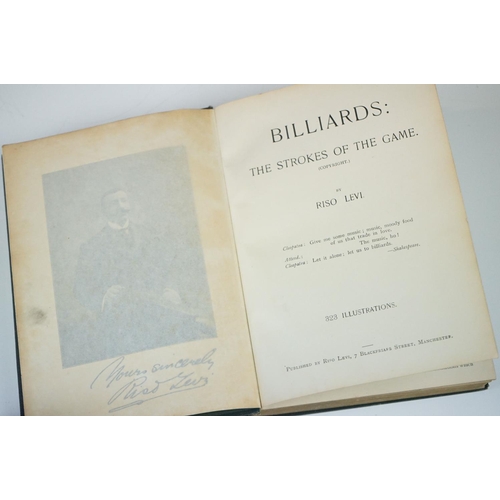 Yours sincerely
Riso Levi
BILLIARDS:
THE STROKES OF THE GAME.
(COPYRIGHT.)
BY
RISO LEVI.
Cleopatra: Give me some music; music, moody food
of us that trade in love.
Attend.: The music, ho!
Cleopatra: Let it alone; let us to billiards.
—Shakespeare.
323 ILLUSTRATIONS.
PUBLISHED BY RISO LEVI, 7 BLACKFRIARS STREET, MANCHESTER.